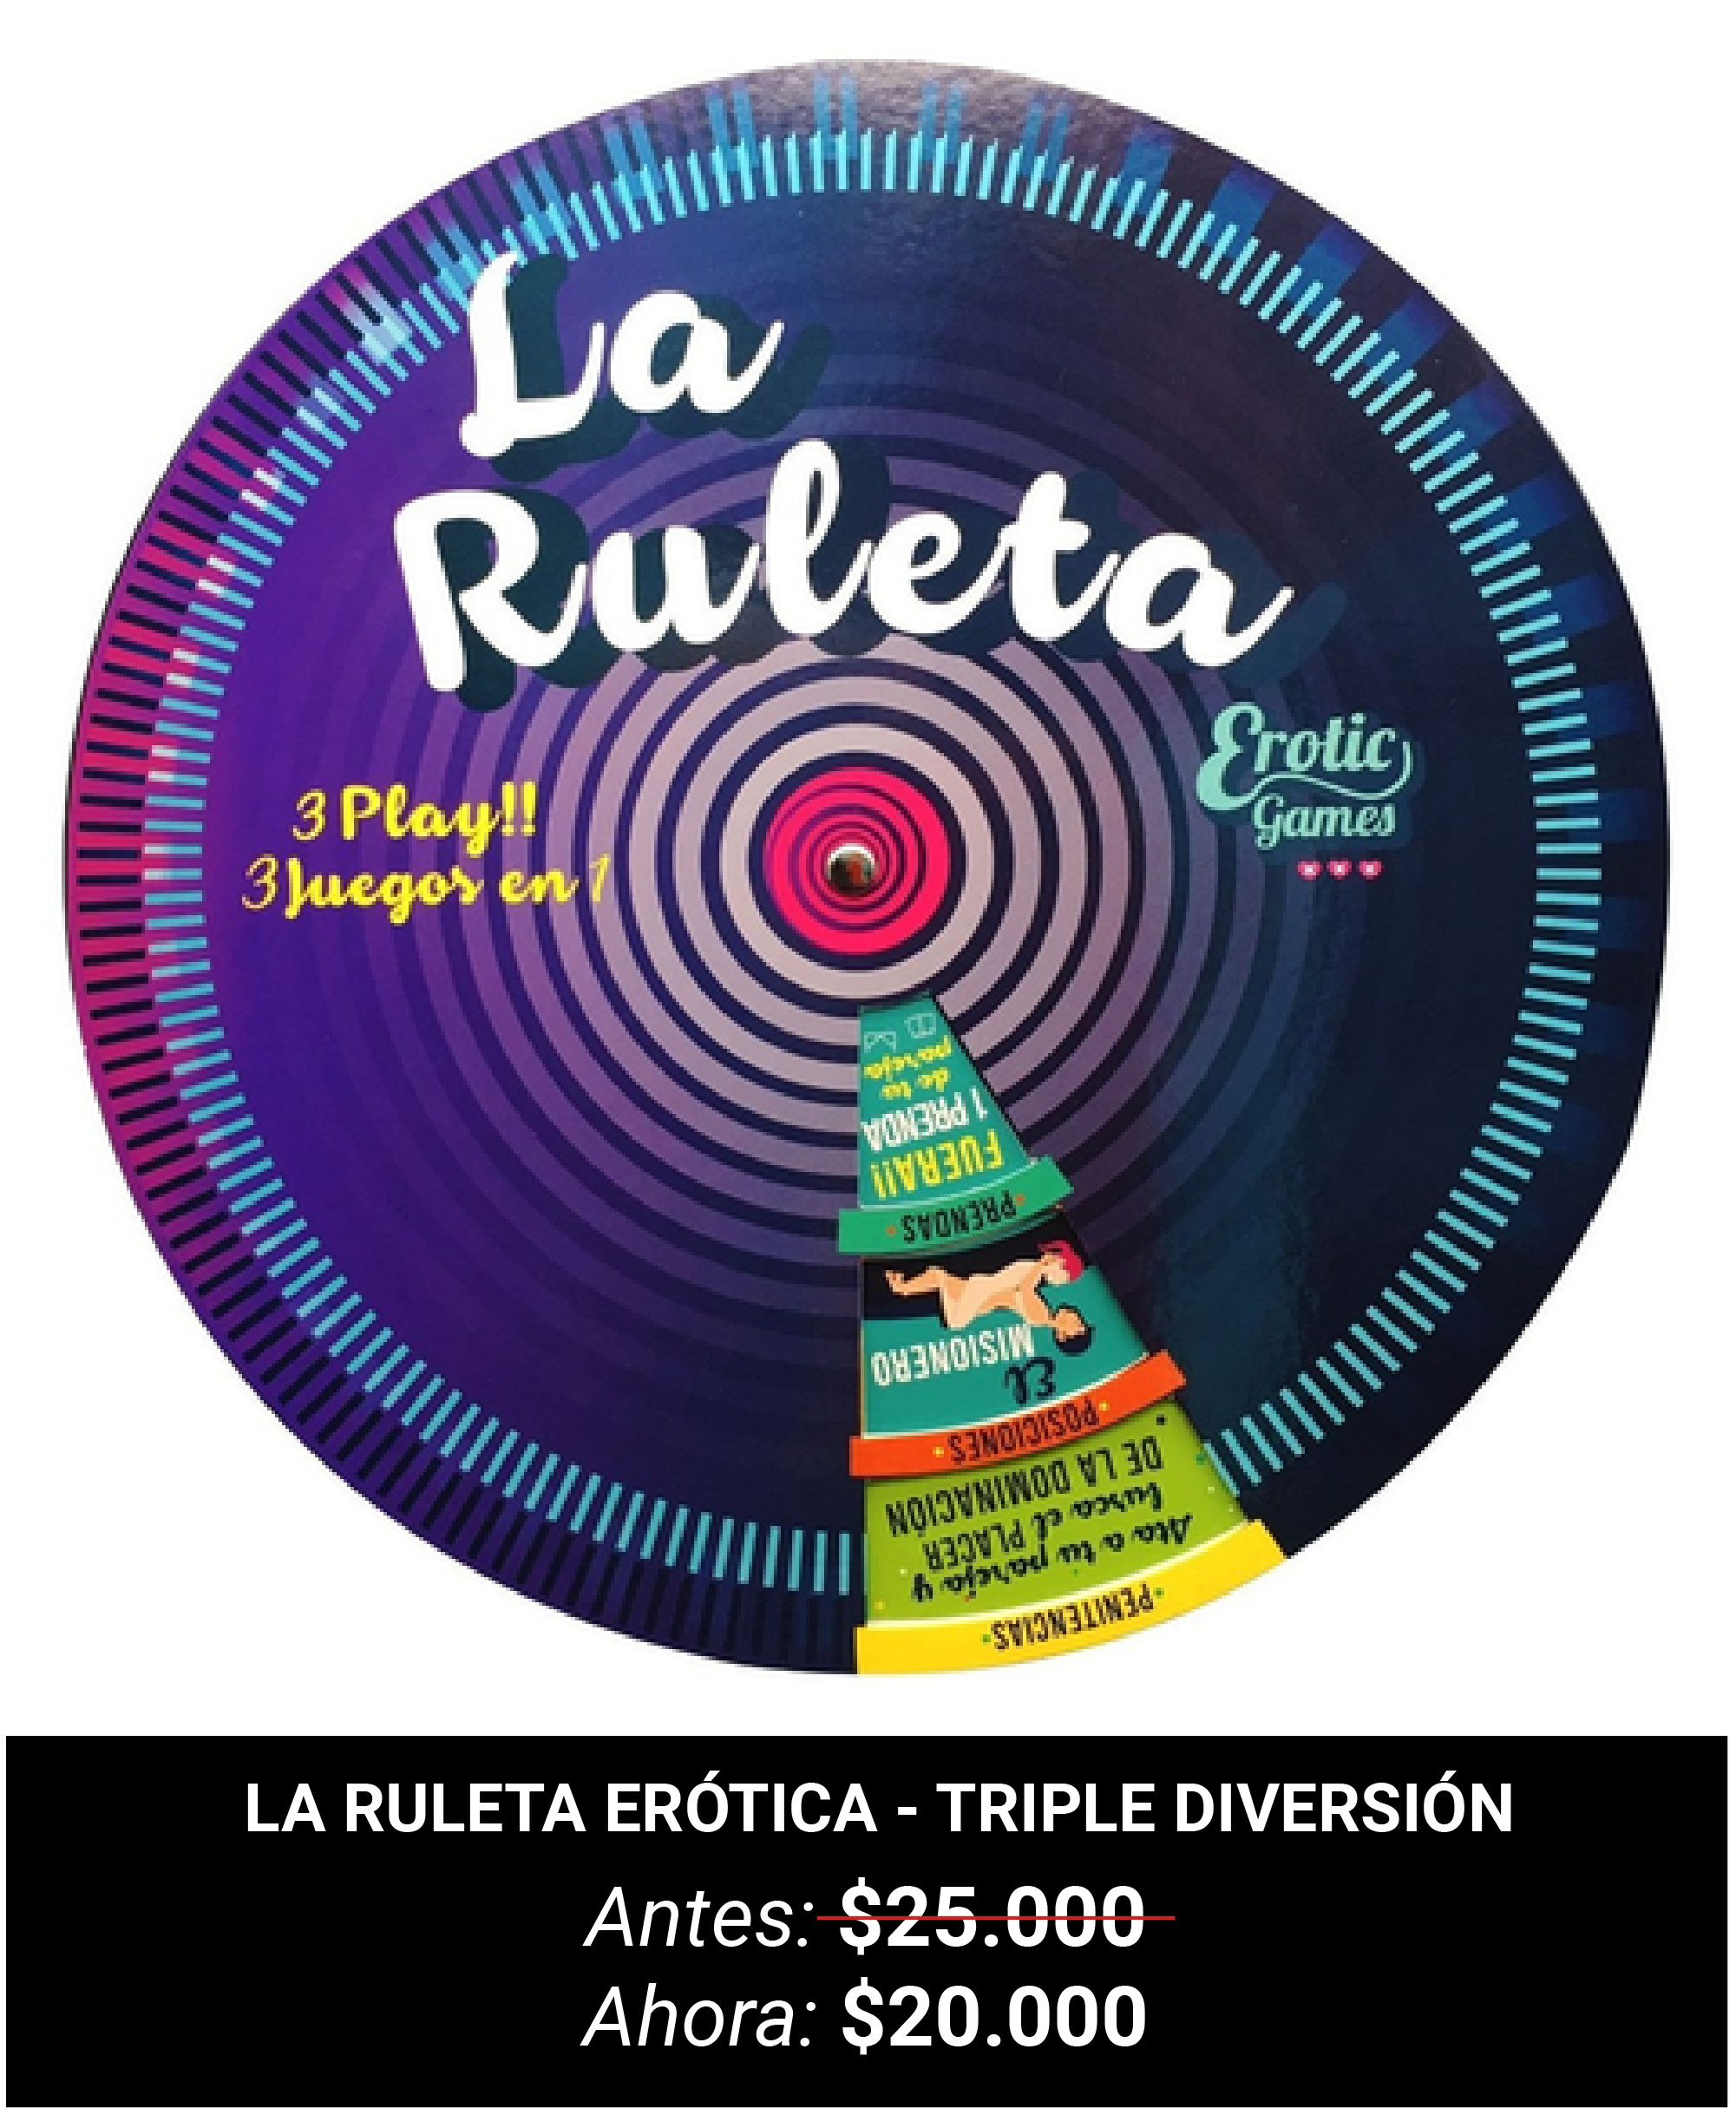 La
Ruleta
Erotic
Games
3 Play!!
3 Juegos en 1
PENITENCIAS
Ata a tu pareja y
busca el PLACER
DE LA DOMINACIÓN
POSICIONES
El
MISIONERO
PRENDAS
FUERA!!
1 PRENDA
de tu
pareja
LA RULETA ERÓTICA - TRIPLE DIVERSIÓN
Antes: $25.000
Ahora: $20.000